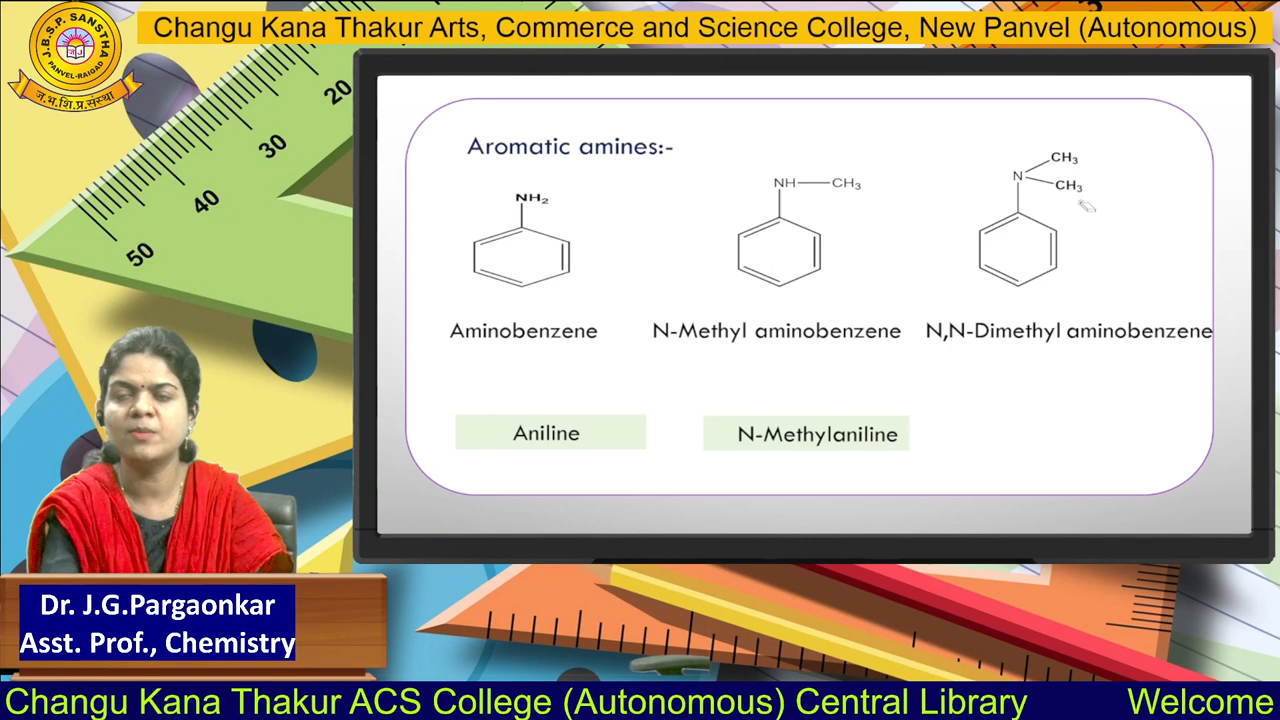 Changu Kana Thakur Arts, Commerce and Science College, New Panvel (Autonomous)
J.B.S.P. SANSTHA
PANVEL-RAIGAD
ज.भ.शि.प्र.संस्था
20
30
40
50
3
Aromatic amines:-
NH2
NH CH3
N CH3
CH3
Aminobenzene N-Methyl aminobenzene N,N-Dimethyl aminobenzene
Aniline N-Methylaniline
Dr. J.G.Pargaonkar
Asst. Prof., Chemistry
Changu Kana Thakur ACS College (Autonomous) Central Library Welcome